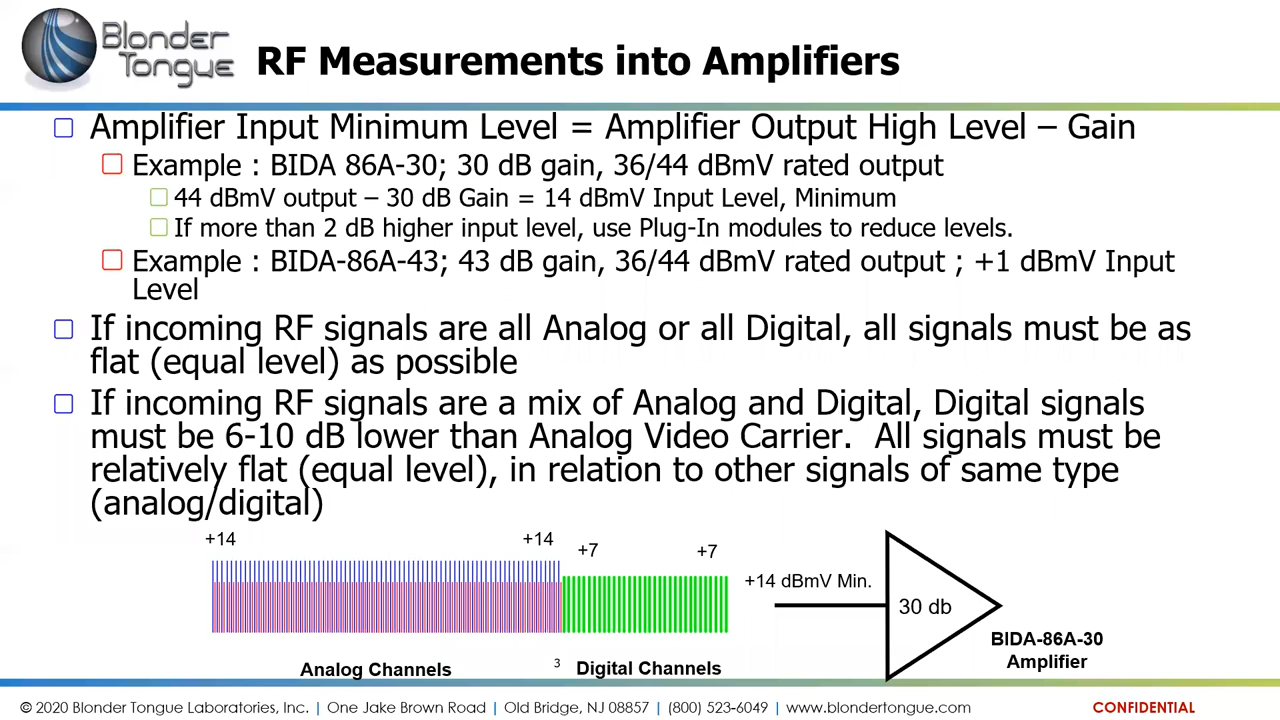 Blonder
Tongue
RF Measurements into Amplifiers
Amplifier Input Minimum Level = Amplifier Output High Level – Gain
Example : BIDA 86A-30; 30 dB gain, 36/44 dBmV rated output
44 dBmV output – 30 dB Gain = 14 dBmV Input Level, Minimum
If more than 2 dB higher input level, use Plug-In modules to reduce levels.
Example : BIDA-86A-43; 43 dB gain, 36/44 dBmV rated output ; +1 dBmV Input
Level
If incoming RF signals are all Analog or all Digital, all signals must be as
flat (equal level) as possible
If incoming RF signals are a mix of Analog and Digital, Digital signals
must be 6-10 dB lower than Analog Video Carrier.  All signals must be
relatively flat (equal level), in relation to other signals of same type
(analog/digital)
+14
+14
+7
+7
+14 dBmV Min.
30 db
BIDA-86A-30
Amplifier
Analog Channels
3
Digital Channels
© 2020 Blonder Tongue Laboratories, Inc. | One Jake Brown Road | Old Bridge, NJ 08857 | (800) 523-6049 | www.blondertongue.com
CONFIDENTIAL